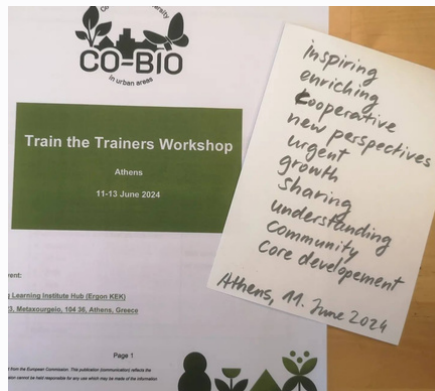 CO-BIO
in urban areas
Train the Trainers Workshop
Athens
11-13 June 2024
Learning Institute Hub (Ergon KEK)
3, Metaxourgeio, 104 35, Athens, Greece
Page 1
from the European Commission. This publication (communication) reflects the
cannot be held responsible for any use which may be made of the information
inspiring
enriching
Cooperative
new perspectives
urgent
growth
Sharing
understanding
community
Core developement
Athens, 11. June 2024